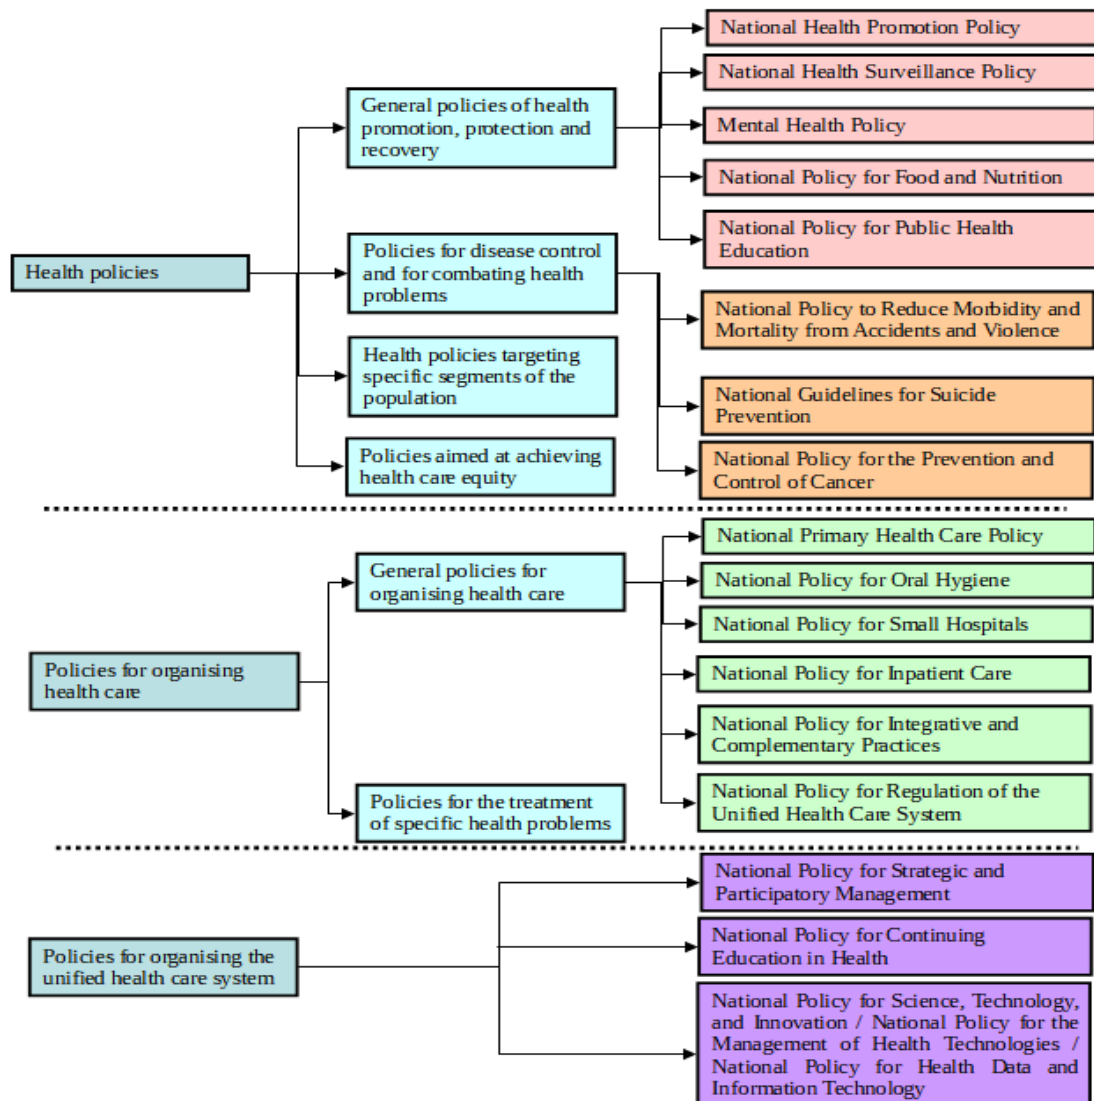 National Health Promotion Policy
National Health Surveillance Policy
General policies of health
promotion, protection and
recovery
Mental Health Policy
National Policy for Food and Nutrition
National Policy for Public Health
Education
Health policies
Policies for disease control
and for combating health
problems
National Policy to Reduce Morbidity and
Mortality from Accidents and Violence
Health policies targeting
specific segments of the
population
National Guidelines for Suicide
Prevention
Policies aimed at achieving
health care equity
National Policy for the Prevention and
Control of Cancer
National Primary Health Care Policy
General policies for
organising health care
National Policy for Oral Hygiene
National Policy for Small Hospitals
Policies for organising
health care
National Policy for Inpatient Care
National Policy for Integrative and
Complementary Practices
Policies for the treatment
of specific health problems
National Policy for Regulation of the
Unified Health Care System
National Policy for Strategic and
Participatory Management
Policies for organising the
unified health care system
National Policy for Continuing
Education in Health
National Policy for Science, Technology,
and Innovation / National Policy for the
Management of Health Technologies /
National Policy for Health Data and
Information Technology